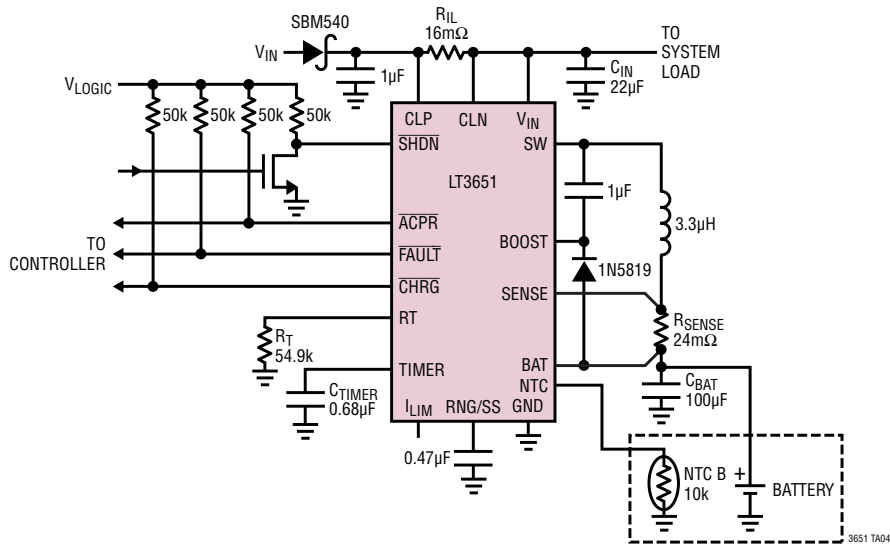 SBM540
R_IL
16mΩ
V_IN
TO
SYSTEM
LOAD
1µF
C_IN
22µF
V_LOGIC
50k
50k
50k
50k
CLP
CLN
V_IN
SHDN
SW
LT3651
1µF
3.3µH
ACPR
BOOST
TO
CONTROLLER
FAULT
1N5819
CHRG
SENSE
RT
R_SENSE
24mΩ
R_T
54.9k
TIMER
BAT
NTC
C_TIMER
0.68µF
C_BAT
100µF
I_LIM
RNG/SS
GND
0.47µF
NTC B
10k
+
BATTERY
3651 TA04